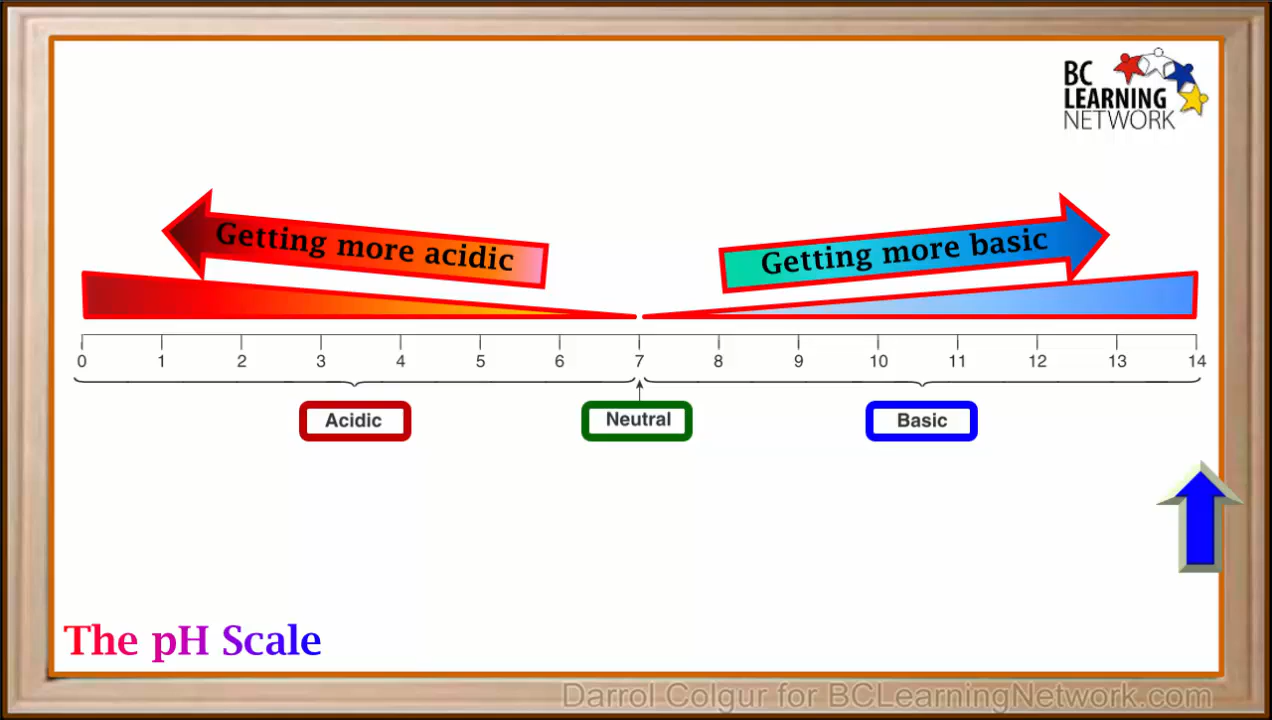 BC
LEARNING
NETWORK
Getting more acidic
Getting more basic
0 1 2 3 4 5 6 7 8 9 10 11 12 13 14
Acidic
Neutral
Basic
The pH Scale
Darrol Colgur for BCLearningNetwork.com